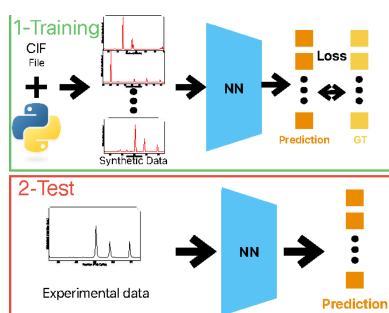 1-Training
CIF
File
Synthetic Data
NN
Loss
Prediction
GT
2-Test
Experimental data
NN
Prediction